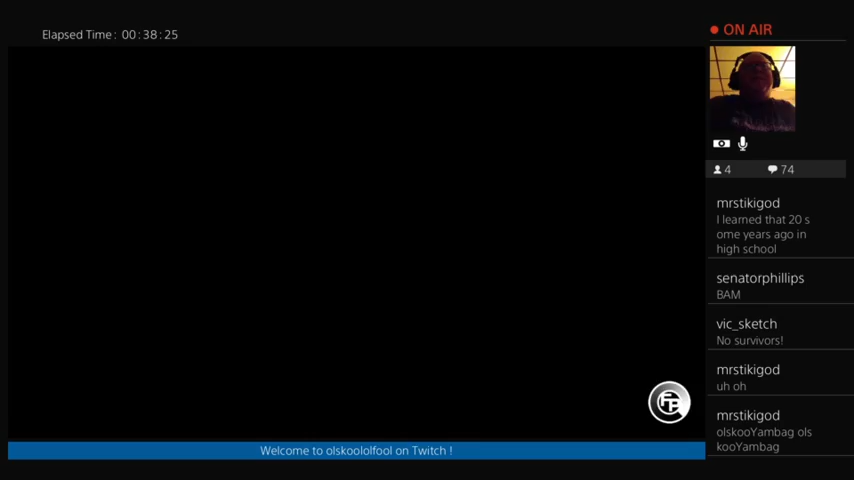 Elapsed Time: 00:38:25
ON AIR
4 74
mrstikigod
I learned that 20 s
ome years ago in
high school
senatorphillips
BAM
vic_sketch
No survivors!
mrstikigod
uh oh
mrstikigod
olskooYambag ols
kooYambag
Welcome to olskoololfool on Twitch !